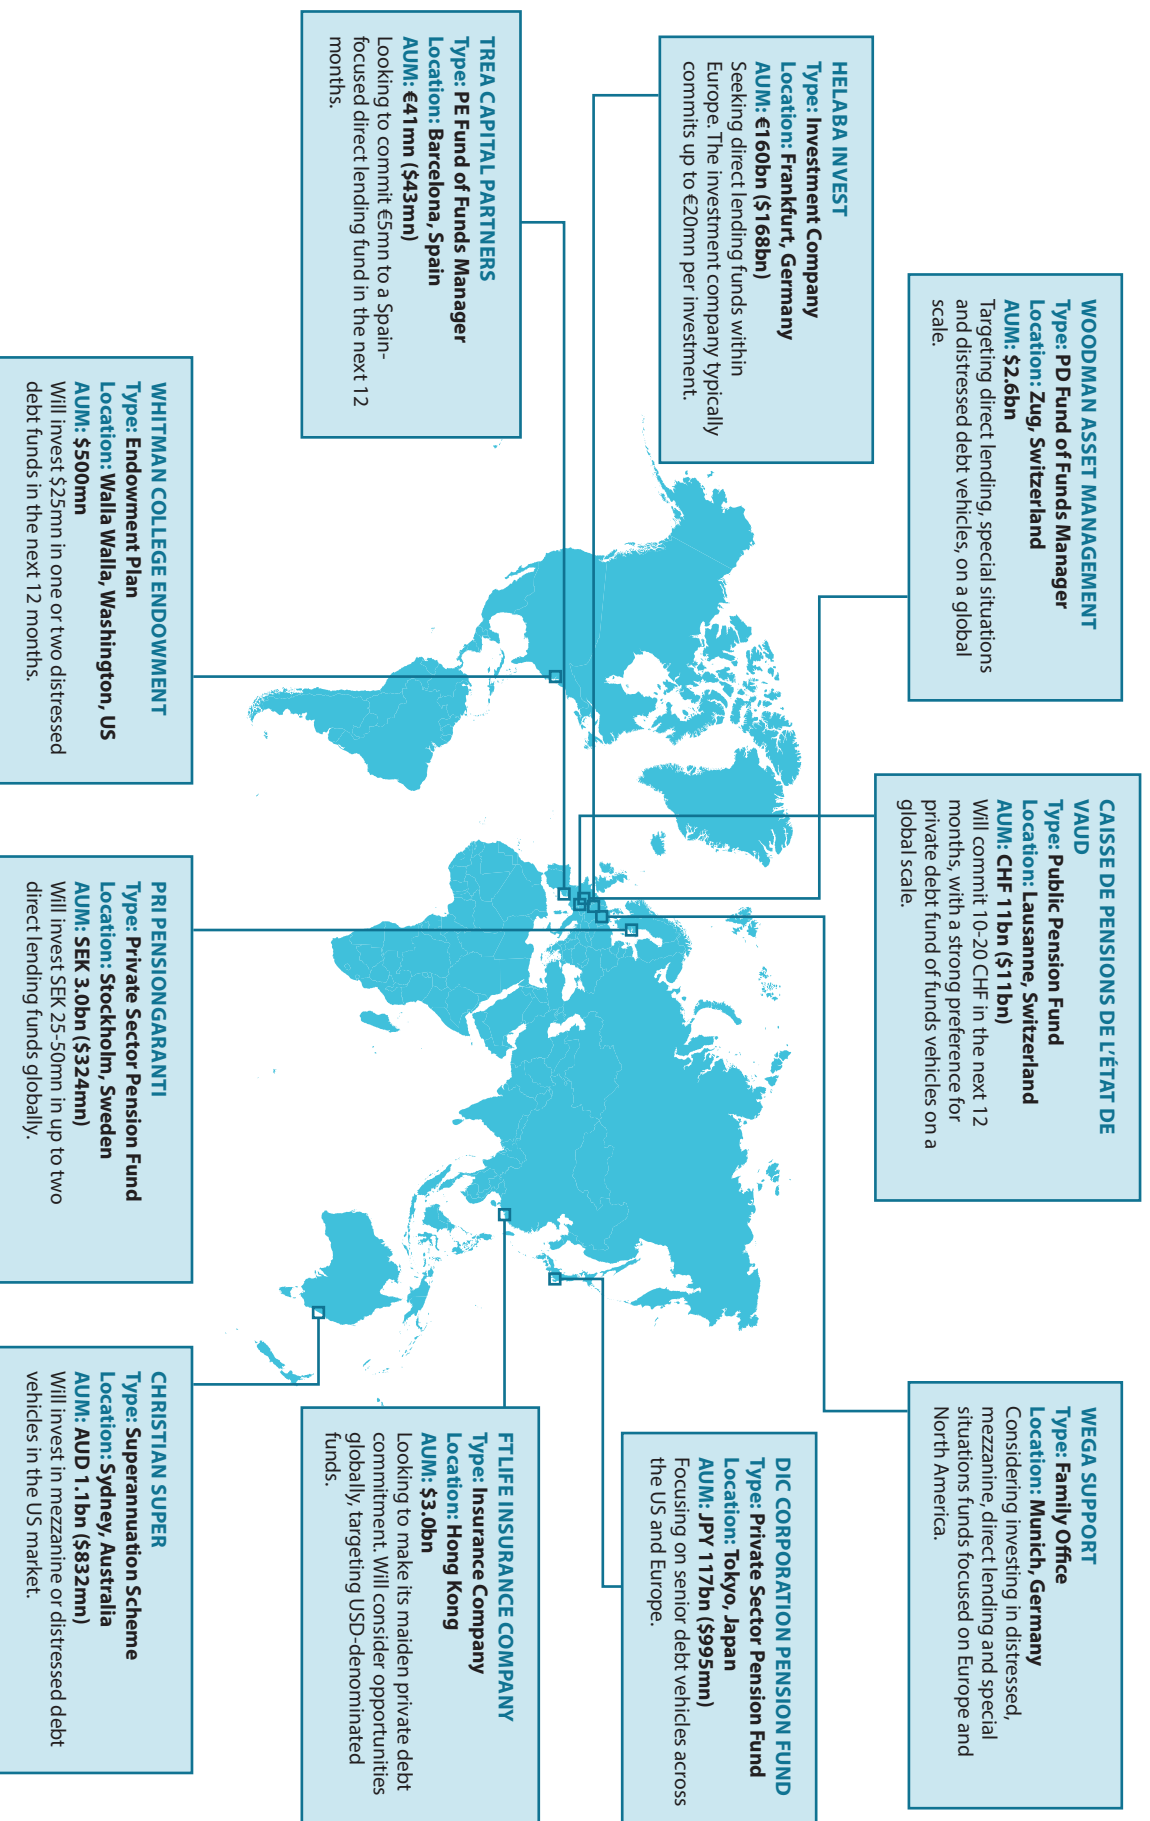 WOODMAN ASSET MANAGEMENT
Type: PD Fund of Funds Manager
Location: Zug, Switzerland
AUM: $2.6bn
Targeting direct lending, special situations
and distressed debt vehicles, on a global
scale.
CAISSE DE PENSIONS DE L'ÉTAT DE
VAUD
Type: Public Pension Fund
Location: Lausanne, Switzerland
AUM: CHF 11bn ($11bn)
Will commit 10-20 CHF in the next 12
months, with a strong preference for
private debt fund of funds vehicles on a
global scale.
WEGA SUPPORT
Type: Family Office
Location: Munich, Germany
Considering investing in distressed,
mezzanine, direct lending and special
situations funds focused on Europe and
North America.
HELABA INVEST
Type: Investment Company
Location: Frankfurt, Germany
AUM: €160bn ($168bn)
Seeking direct lending funds within
Europe. The investment company typically
commits up to €20mn per investment.
DIC CORPORATION PENSION FUND
Type: Private Sector Pension Fund
Location: Tokyo, Japan
AUM: JPY 117bn ($995mn)
Focusing on senior debt vehicles across
the US and Europe.
TREA CAPITAL PARTNERS
Type: PE Fund of Funds Manager
Location: Barcelona, Spain
AUM: €41mn ($43mn)
Looking to commit €5mn to a Spain-
focused direct lending fund in the next 12
months.
FTLIFE INSURANCE COMPANY
Type: Insurance Company
Location: Hong Kong
AUM: $3.0bn
Looking to make its maiden private debt
commitment. Will consider opportunities
globally, targeting USD-denominated
funds.
WHITMAN COLLEGE ENDOWMENT
Type: Endowment Plan
Location: Walla Walla, Washington, US
AUM: $500mn
Will invest $25mn in one or two distressed
debt funds in the next 12 months.
PRI PENSIONGARANTI
Type: Private Sector Pension Fund
Location: Stockholm, Sweden
AUM: SEK 3.0bn ($324mn)
Will invest SEK 25-50mn in up to two
direct lending funds globally.
CHRISTIAN SUPER
Type: Superannuation Scheme
Location: Sydney, Australia
AUM: AUD 1.1bn ($832mn)
Will invest in mezzanine or distressed debt
vehicles in the US market.